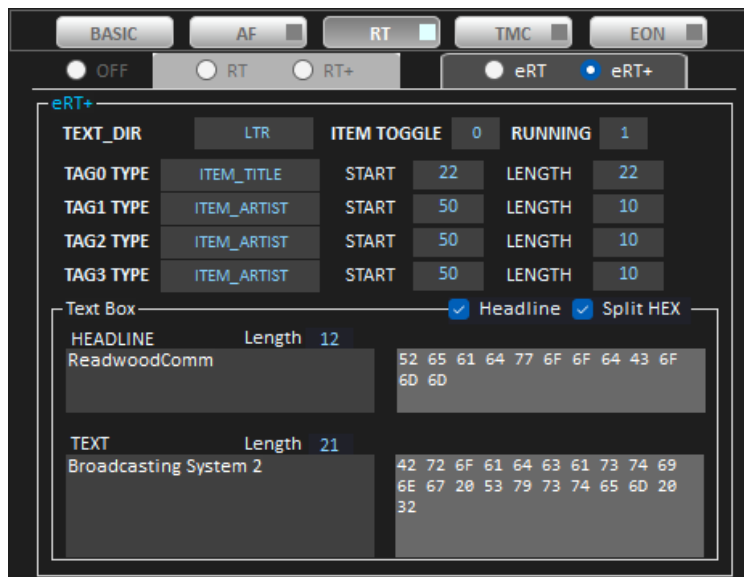 BASIC AF RT TMC EON
OFF RT RT+ eRT eRT+
eRT+
TEXT_DIR LTR ITEM TOGGLE 0 RUNNING 1
TAG0 TYPE ITEM_TITLE START 22 LENGTH 22
TAG1 TYPE ITEM_ARTIST START 50 LENGTH 10
TAG2 TYPE ITEM_ARTIST START 50 LENGTH 10
TAG3 TYPE ITEM_ARTIST START 50 LENGTH 10
Text Box Headline Split HEX
HEADLINE Length 12
ReadwoodComm
52 65 61 64 77 6F 6F 64 43 6F
6D 6D
TEXT Length 21
Broadcasting System 2
42 72 6F 61 64 63 61 73 74 69
6E 67 20 53 79 73 74 65 6D 20
32